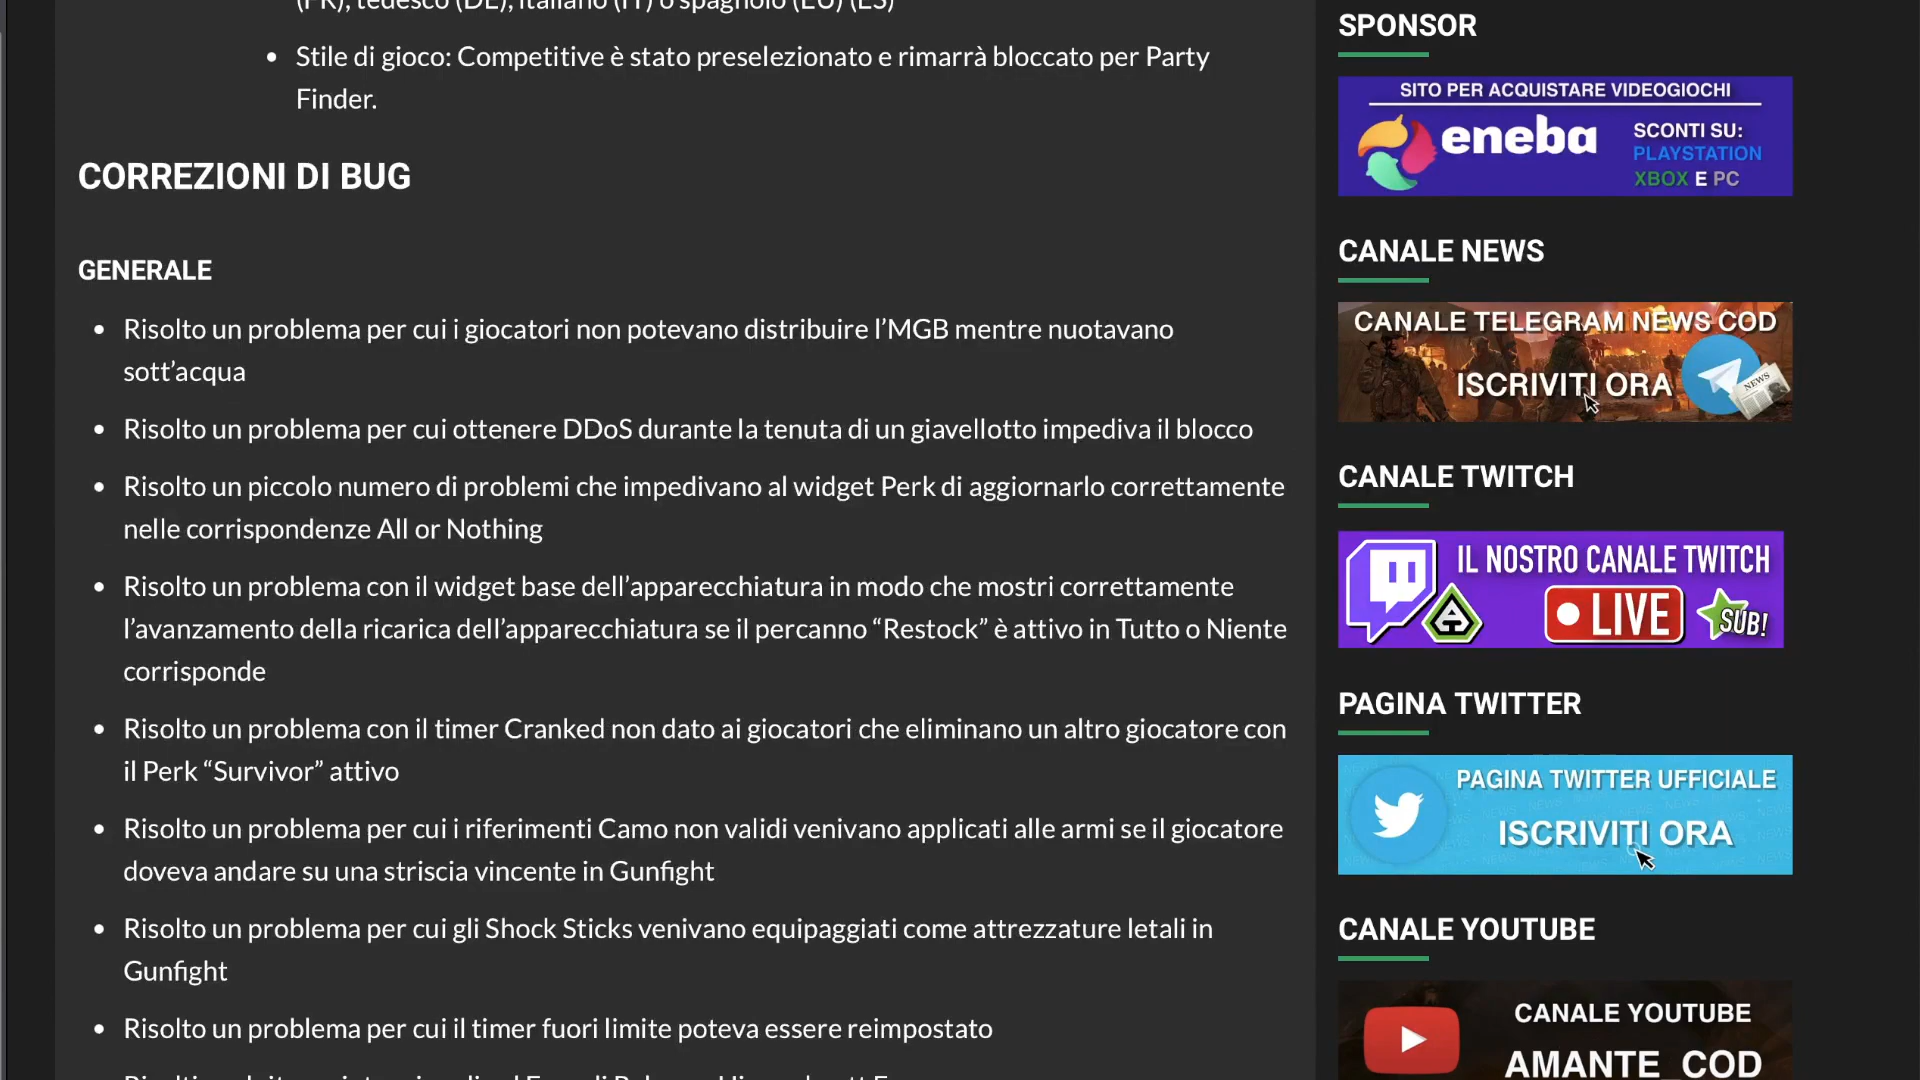 (FR), tedesco (DE), italiano (IT) o spagnolo (EU) (ES)
Stile di gioco: Competitive è stato preselezionato e rimarrà bloccato per Party
Finder.
CORREZIONI DI BUG
GENERALE
Risolto un problema per cui i giocatori non potevano distribuire l’MGB mentre nuotavano
sott’acqua
Risolto un problema per cui ottenere DDoS durante la tenuta di un giavellotto impediva il blocco
Risolto un piccolo numero di problemi che impedivano al widget Perk di aggiornarlo correttamente
nelle corrispondenze All or Nothing
Risolto un problema con il widget base dell’apparecchiatura in modo che mostri correttamente
l’avanzamento della ricarica dell’apparecchiatura se il percanno “Restock” è attivo in Tutto o Niente
corrisponde
Risolto un problema con il timer Cranked non dato ai giocatori che eliminano un altro giocatore con
il Perk “Survivor” attivo
Risolto un problema per cui i riferimenti Camo non validi venivano applicati alle armi se il giocatore
doveva andare su una striscia vincente in Gunfight
Risolto un problema per cui gli Shock Sticks venivano equipaggiati come attrezzature letali in
Gunfight
Risolto un problema per cui il timer fuori limite poteva essere reimpostato
SPONSOR
SITO PER ACQUISTARE VIDEOGIOCHI
eneba
SCONTI SU:
PLAYSTATION
XBOX E PC
CANALE NEWS
CANALE TELEGRAM NEWS COD
ISCRIVITI ORA
NEWS
CANALE TWITCH
IL NOSTRO CANALE TWITCH
LIVE
SUB!
PAGINA TWITTER
PAGINA TWITTER UFFICIALE
ISCRIVITI ORA
CANALE YOUTUBE
CANALE YOUTUBE
AMANTE_COD